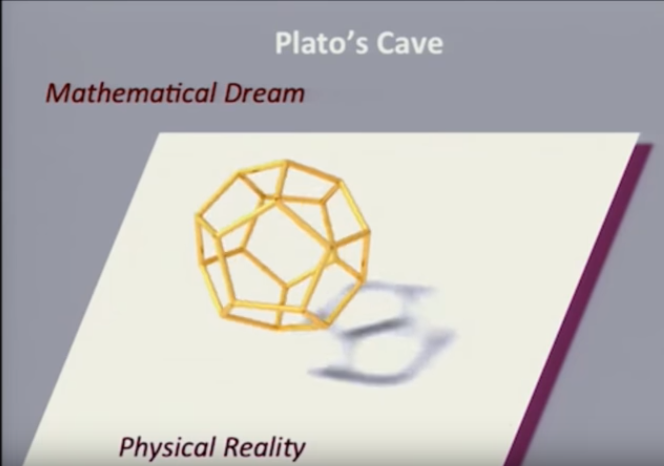 Plato's Cave
Mathematical Dream
Physical Reality